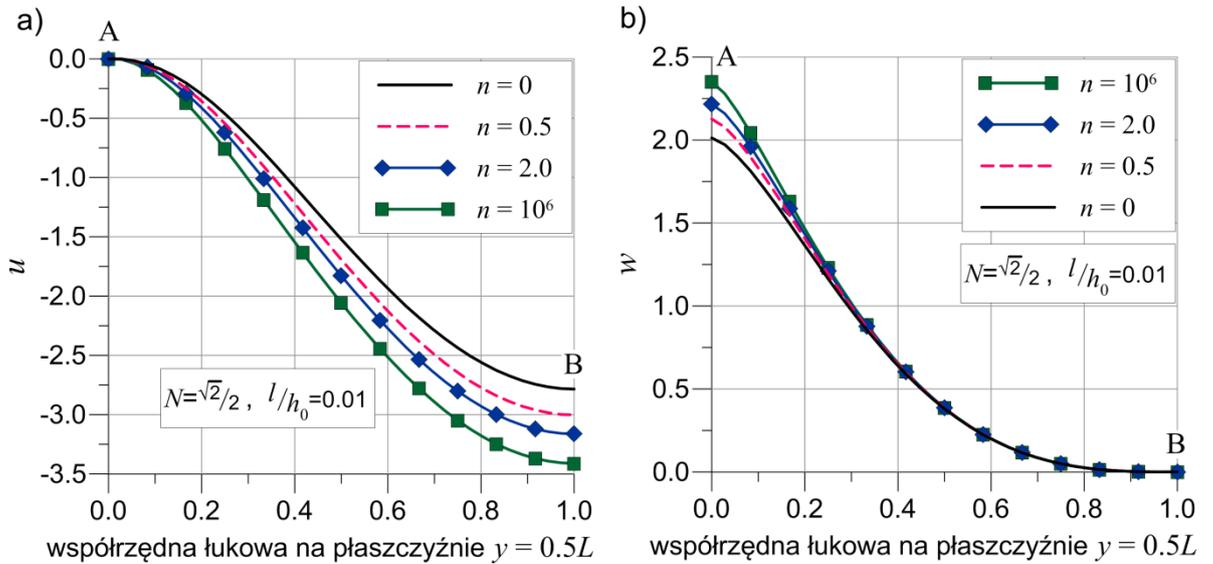 a)
A
0.0
-0.5
-1.0
-1.5
-2.0
-2.5
-3.0
-3.5
u
n = 0
n = 0.5
n = 2.0
n = 10⁶
B
N=√2/2 , l/h₀=0.01
0.0 0.2 0.4 0.6 0.8 1.0
współrzędna łukowa na płaszczyźnie y = 0.5L
b)
A
2.5
2.0
1.5
1.0
0.5
0.0
w
n = 10⁶
n = 2.0
n = 0.5
n = 0
N=√2/2 , l/h₀=0.01
B
0.0 0.2 0.4 0.6 0.8 1.0
współrzędna łukowa na płaszczyźnie y = 0.5L